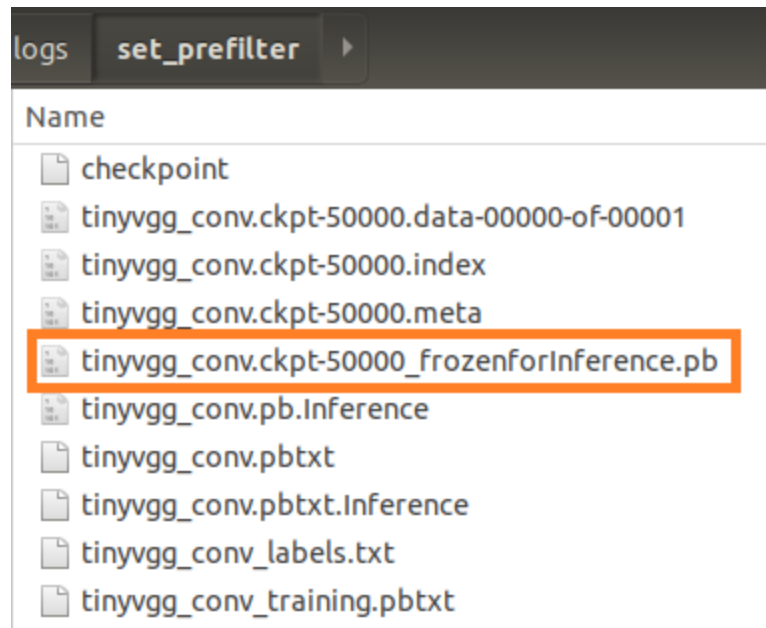 logs set_prefilter
Name
checkpoint
tinyvgg_conv.ckpt-50000.data-00000-of-00001
tinyvgg_conv.ckpt-50000.index
tinyvgg_conv.ckpt-50000.meta
tinyvgg_conv.ckpt-50000_frozenforInference.pb
tinyvgg_conv.pb.Inference
tinyvgg_conv.pbtxt
tinyvgg_conv.pbtxt.Inference
tinyvgg_conv_labels.txt
tinyvgg_conv_training.pbtxt